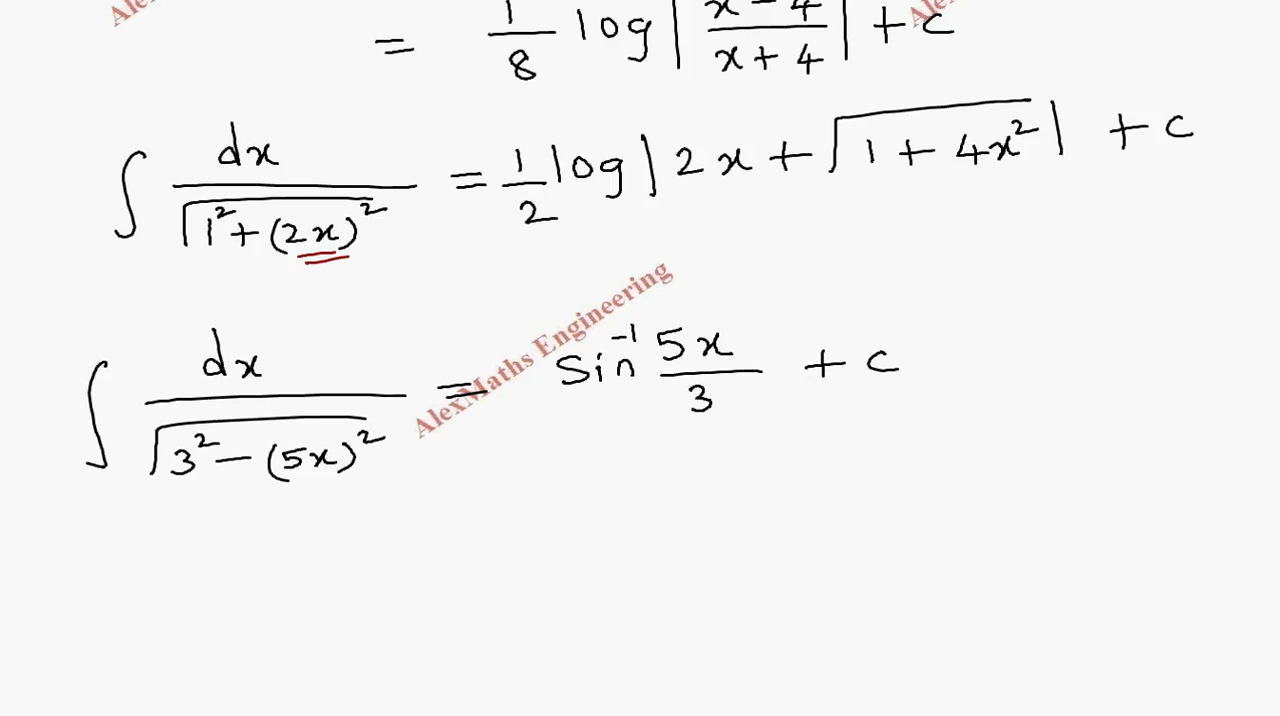 = 1/8 log |x-4/x+4| + c
∫ dx/√1²+(2x)² = 1/2 log |2x + √1+4x²| + c
∫ dx/√3²-(5x)² = Sin⁻¹ 5x/3 + c
AlexMaths Engineering